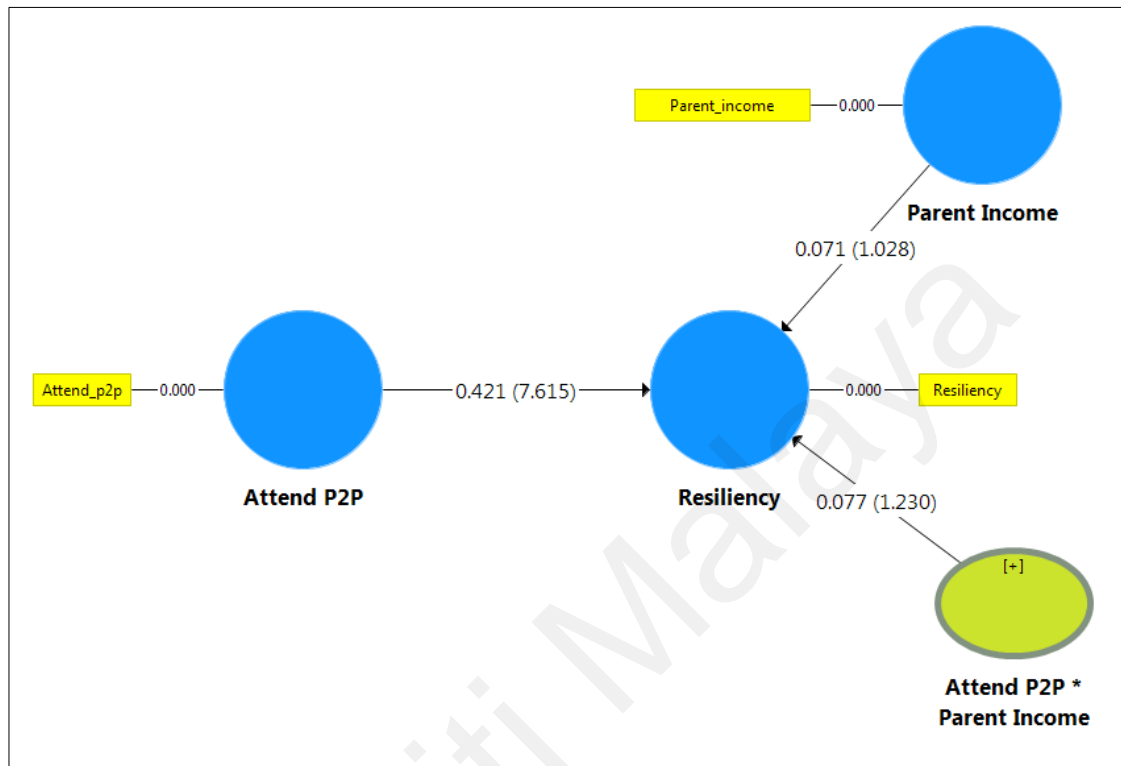 Parent_income
0.000
Parent Income
0.071 (1.028)
Attend_p2p
0.000
0.421 (7.615)
0.000
Resiliency
Attend P2P
Resiliency
0.077 (1.230)
[+]
Attend P2P *
Parent Income
iti Malaya